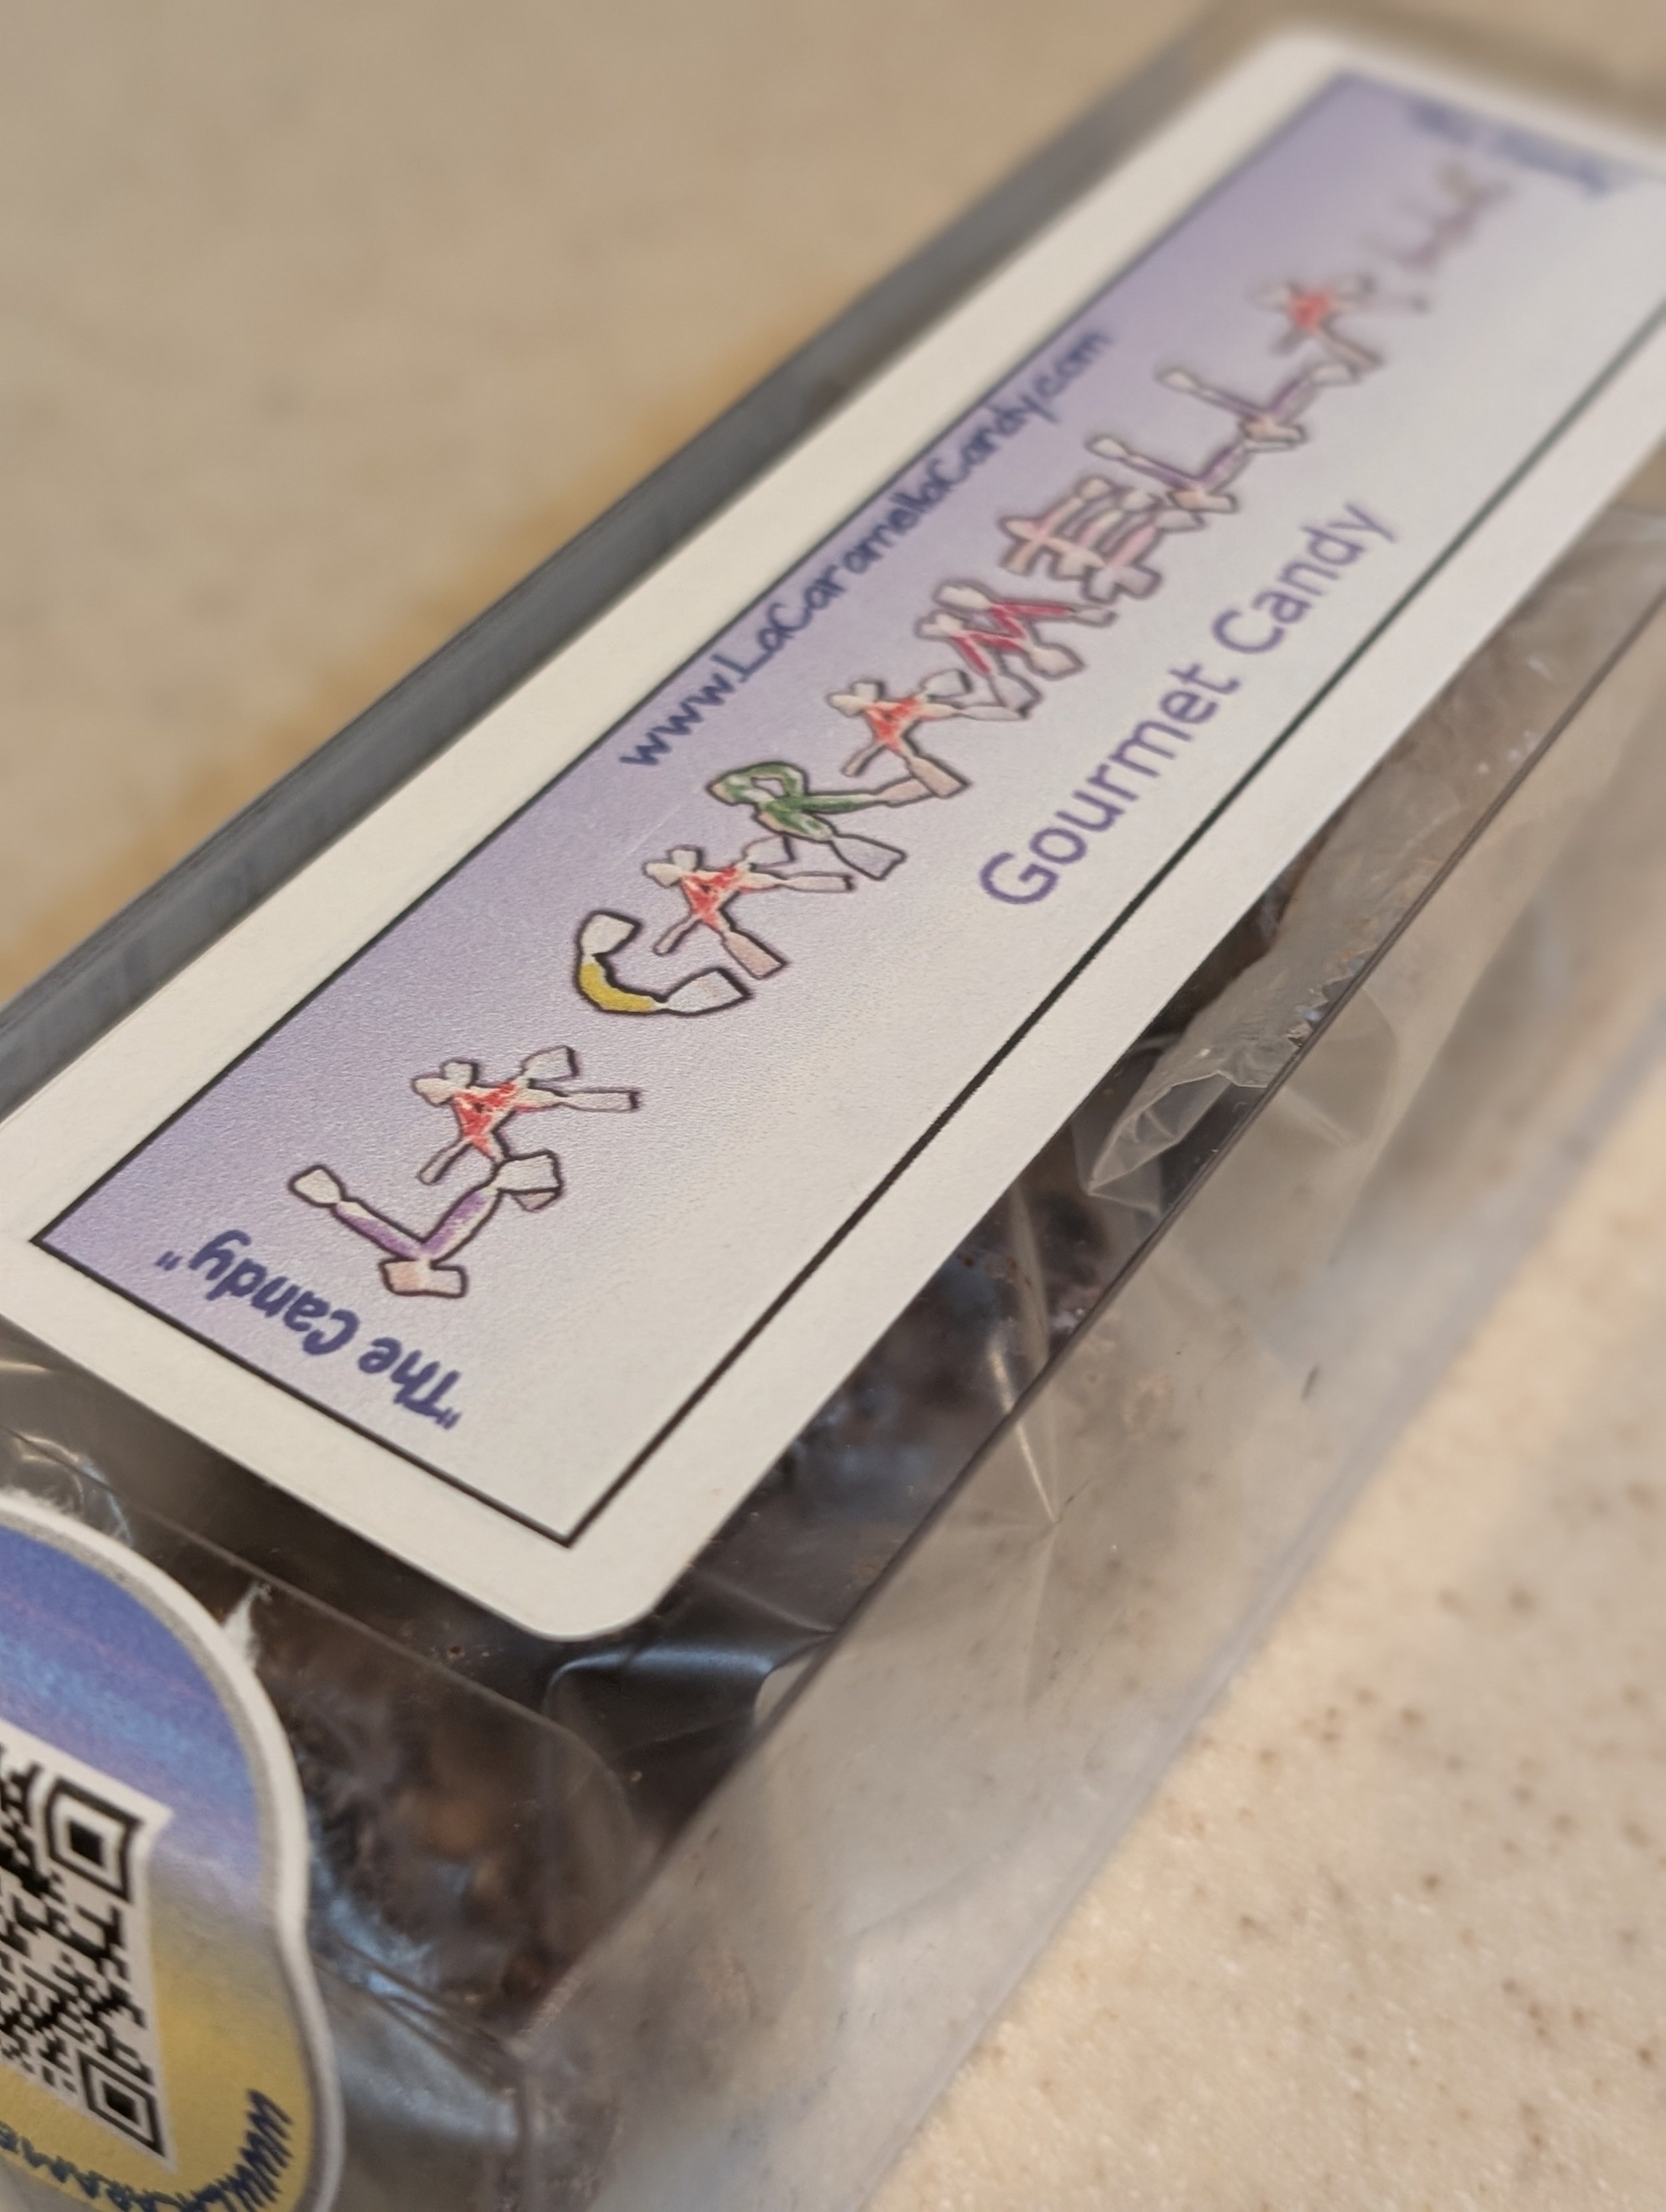 www.LaCaramellaCandy.com
LA CARAMELLA
Gourmet Candy
"The Candy"